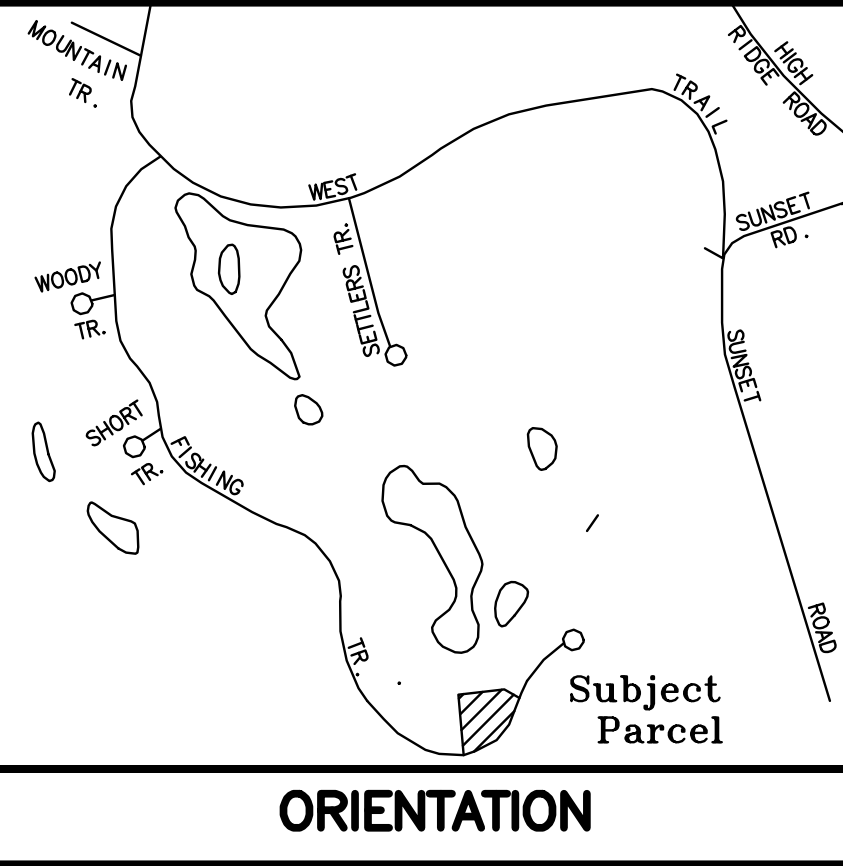 MOUNTAIN
TR.
HIGH
RIDGE ROAD
TRAIL
WEST
SUNSET
RD.
SETTLERS TR.
WOODY
TR.
SUNSET
SHORT
TR.
FISHING
ROAD
TR.
Subject
Parcel
ORIENTATION